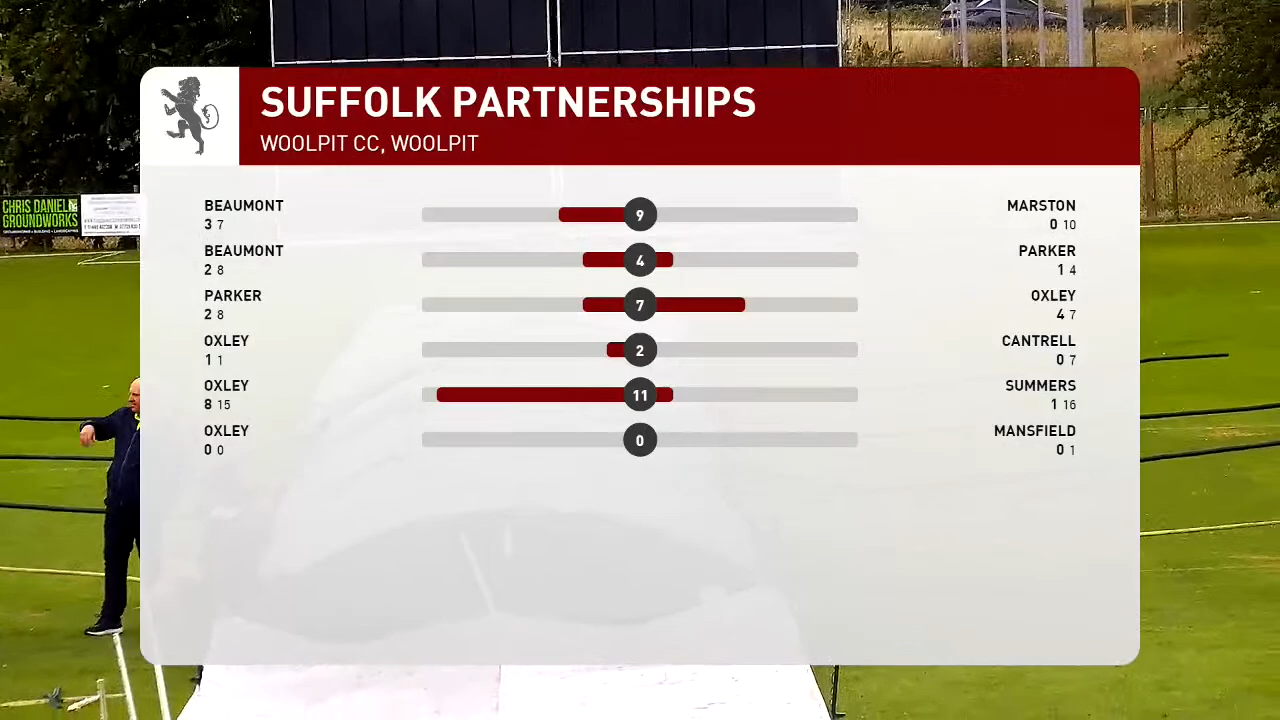 SUFFOLK PARTNERSHIPS
WOOLPIT CC, WOOLPIT
CHRIS DANIEL
GROUNDWORKS
BEAUMONT 9 MARSTON
3 7 0 10
BEAUMONT 4 PARKER
2 8 1 4
PARKER 7 OXLEY
2 8 4 7
OXLEY 2 CANTRELL
1 1 0 7
OXLEY 11 SUMMERS
8 15 1 16
OXLEY 0 MANSFIELD
0 0 0 1